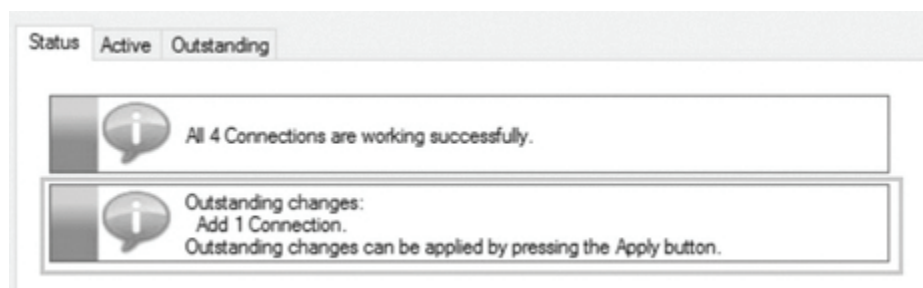 Status Active Outstanding
All 4 Connections are working successfully.
Outstanding changes:
Add 1 Connection.
Outstanding changes can be applied by pressing the Apply button.